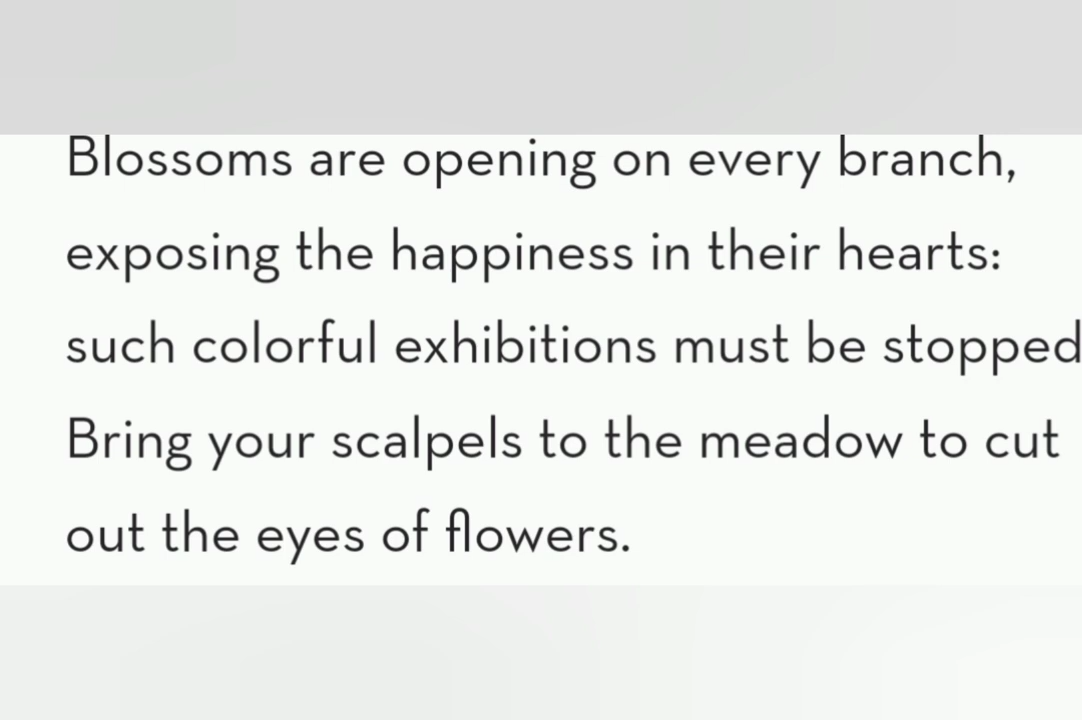 Blossoms are opening on every branch,
exposing the happiness in their hearts:
such colorful exhibitions must be stopped
Bring your scalpels to the meadow to cut
out the eyes of flowers.